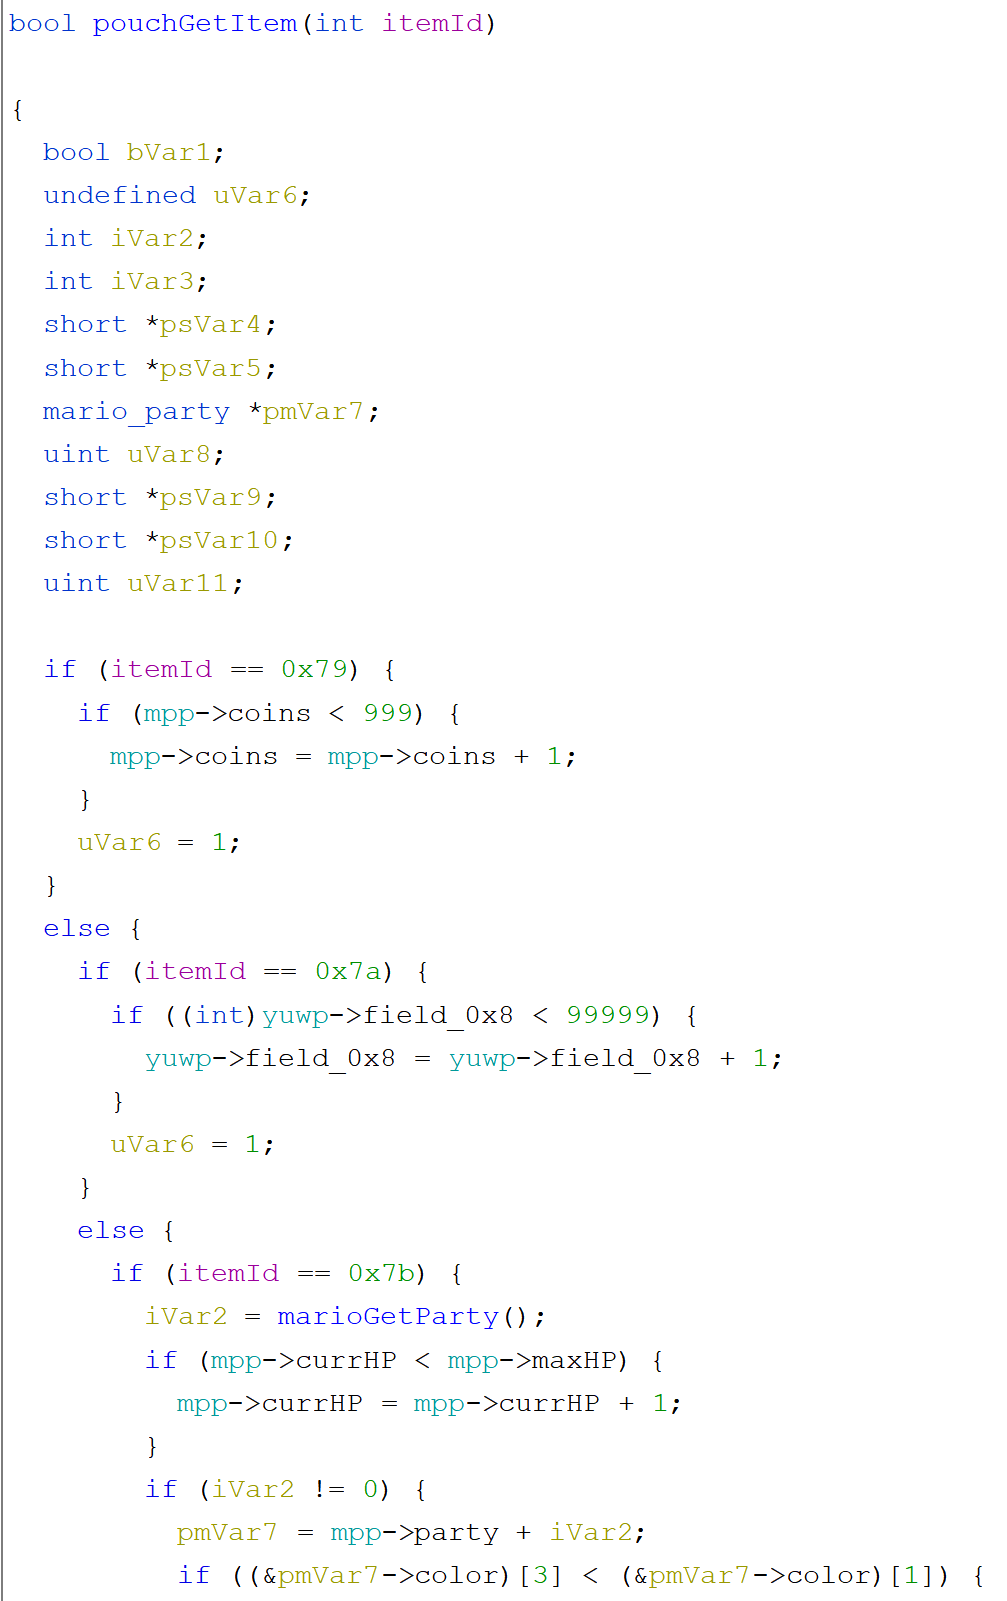 bool pouchGetItem(int itemId)
{
bool bVar1;
undefined uVar6;
int iVar2;
int iVar3;
short *psVar4;
short *psVar5;
mario_party *pmVar7;
uint uVar8;
short *psVar9;
short *psVar10;
uint uVar11;
if (itemId == 0x79) {
if (mpp->coins < 999) {
mpp->coins = mpp->coins + 1;
}
uVar6 = 1;
}
else {
if (itemId == 0x7a) {
if ((int)yuwp->field_0x8 < 99999) {
yuwp->field_0x8 = yuwp->field_0x8 + 1;
}
uVar6 = 1;
}
else {
if (itemId == 0x7b) {
iVar2 = marioGetParty();
if (mpp->currHP < mpp->maxHP) {
mpp->currHP = mpp->currHP + 1;
}
if (iVar2 != 0) {
pmVar7 = mpp->party + iVar2;
if ((&pmVar7->color)[3] < (&pmVar7->color)[1]) {